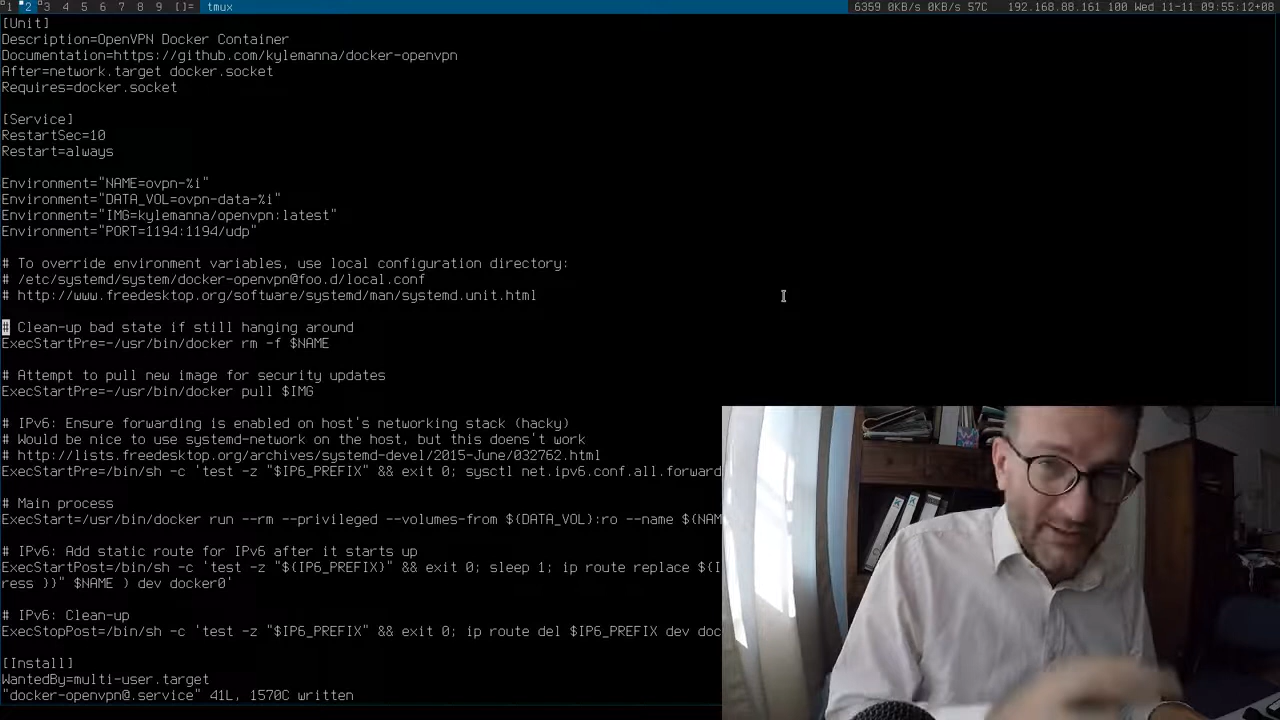 1 2 3 4 5 6 7 8 9 []= tmux 6359 0KB/s 0KB/s 57C 192.168.88.161 100 Wed 11-11 09:55:12+08
[Unit]
Description=OpenVPN Docker Container
Documentation=https://github.com/kylemanna/docker-openvpn
After=network.target docker.socket
Requires=docker.socket
[Service]
RestartSec=10
Restart=always
Environment="NAME=ovpn-%i"
Environment="DATA_VOL=ovpn-data-%i"
Environment="IMG=kylemanna/openvpn:latest"
Environment="PORT=1194:1194/udp"
# To override environment variables, use local configuration directory:
# /etc/systemd/system/docker-openvpn@foo.d/local.conf
# http://www.freedesktop.org/software/systemd/man/systemd.unit.html
# Clean-up bad state if still hanging around
ExecStartPre=-/usr/bin/docker rm -f $NAME
# Attempt to pull new image for security updates
ExecStartPre=-/usr/bin/docker pull $IMG
# IPv6: Ensure forwarding is enabled on host's networking stack (hacky)
# Would be nice to use systemd-network on the host, but this doens't work
# http://lists.freedesktop.org/archives/systemd-devel/2015-June/032762.html
ExecStartPre=/bin/sh -c 'test -z "$IP6_PREFIX" && exit 0; sysctl net.ipv6.conf.all.forward
# Main process
ExecStart=/usr/bin/docker run --rm --privileged --volumes-from ${DATA_VOL}:ro --name ${NAM
# IPv6: Add static route for IPv6 after it starts up
ExecStartPost=/bin/sh -c 'test -z "${IP6_PREFIX}" && exit 0; sleep 1; ip route replace ${I
ress }}" $NAME ) dev docker0'
# IPv6: Clean-up
ExecStopPost=/bin/sh -c 'test -z "$IP6_PREFIX" && exit 0; ip route del $IP6_PREFIX dev doc
[Install]
WantedBy=multi-user.target
"docker-openvpn@.service" 41L, 1570C written